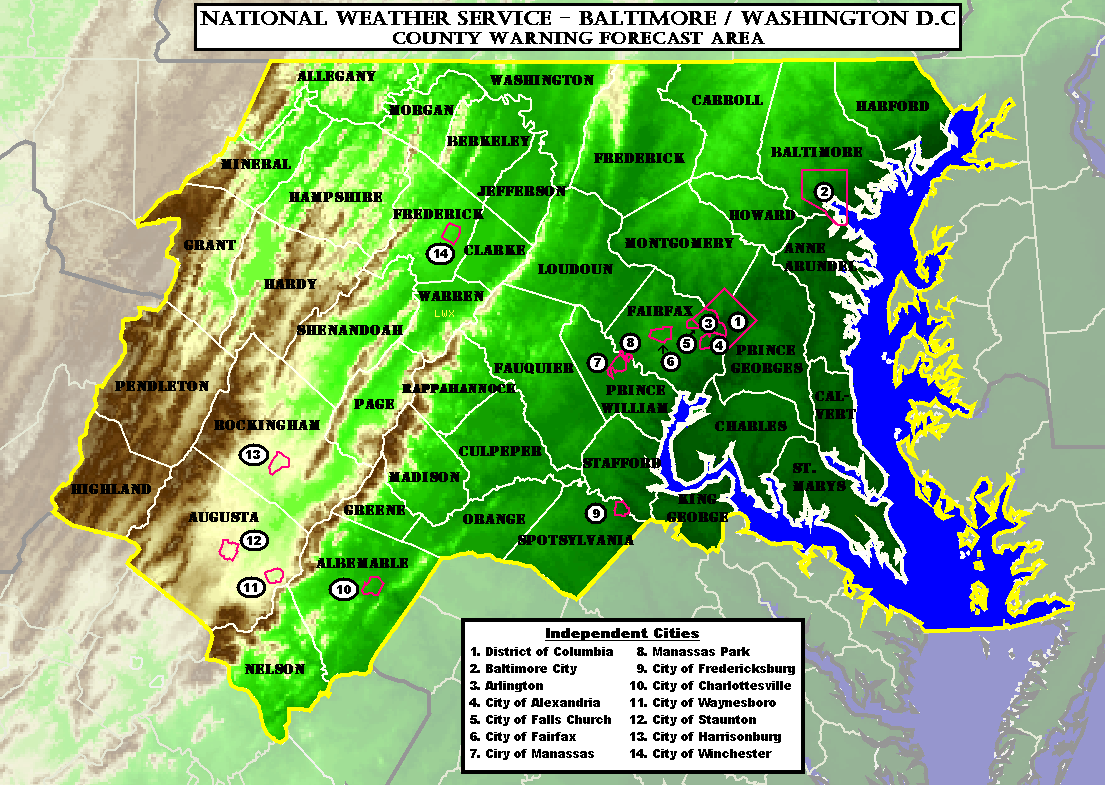 NATIONAL WEATHER SERVICE - BALTIMORE / WASHINGTON D.C
COUNTY WARNING FORECAST AREA
ALLEGANY
WASHINGTON
CARROLL
HARFORD
MORGAN
BERKELEY
BALTIMORE
FREDERICK
MINERAL
HAMPSHIRE
JEFFERSON
2
FREDERICK
HOWARD
GRANT
14
CLARKE
MONTGOMERY
ANNE
ARUNDEL
LOUDOUN
HARDY
WARREN
LWX
FAIRFAX
3
1
SHENANDOAH
8
5
4
7
6
PRINCE
GEORGES
FAUQUIER
PENDLETON
RAPPAHANNOCK
PRINCE
WILLIAM
PAGE
CAL-
VERT
ROCKINGHAM
CHARLES
13
CULPEPER
STAFFORD
MADISON
ST.
MARYS
HIGHLAND
KING
GEORGE
GREENE
AUGUSTA
ORANGE
9
12
SPOTSYLVANIA
ALBEMARLE
11
10
NELSON
Independent Cities
1. District of Columbia
2. Baltimore City
3. Arlington
4. City of Alexandria
5. City of Falls Church
6. City of Fairfax
7. Ciry of Manassas
8. Manassas Park
9. City of Fredericksburg
10. City of Charlottesville
11. City of Waynesboro
12. City of Staunton
13. City of Harrisonburg
14. City of Winchester